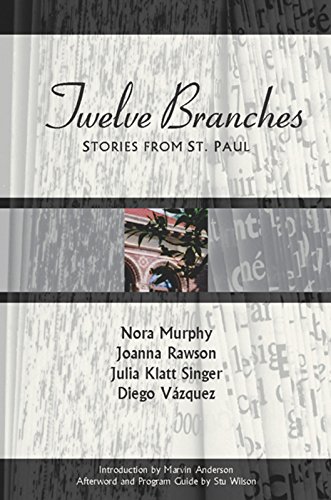 Twelve Branches
STORIES FROM ST. PAUL
Nora Murphy
Joanna Rawson
Julia Klatt Singer
Diego Vázquez
Introduction by Marvin Anderson
Afterword and Program Guide by Stu Wilson